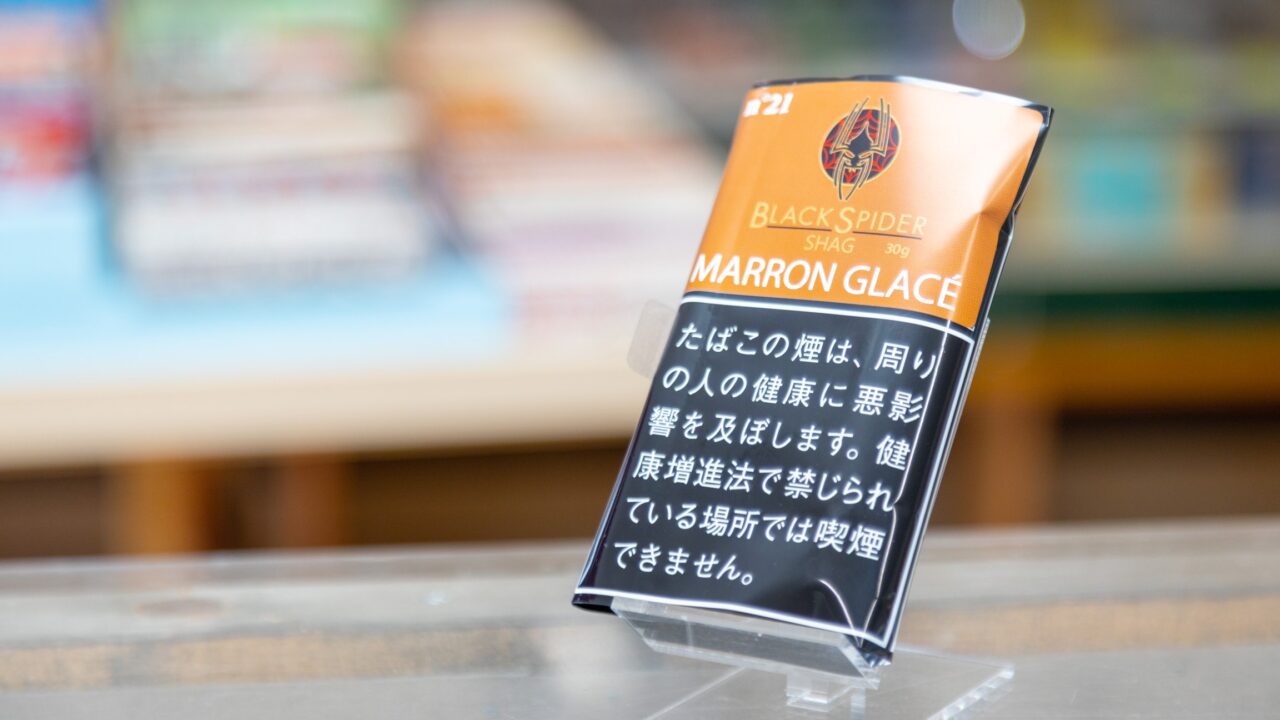 n°21
BLACK SPIDER
SHAG 30g
MARRON GLACÉ
たばこの煙は、周り
の人の健康に悪影
響を及ぼします。健
康増進法で禁じられ
ている場所では喫煙
できません。